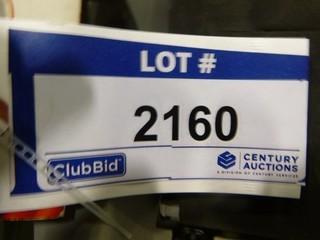 LOT #
2160
ClubBid
CENTURY
AUCTIONS
A DIVISION OF CENTURY SERVICES